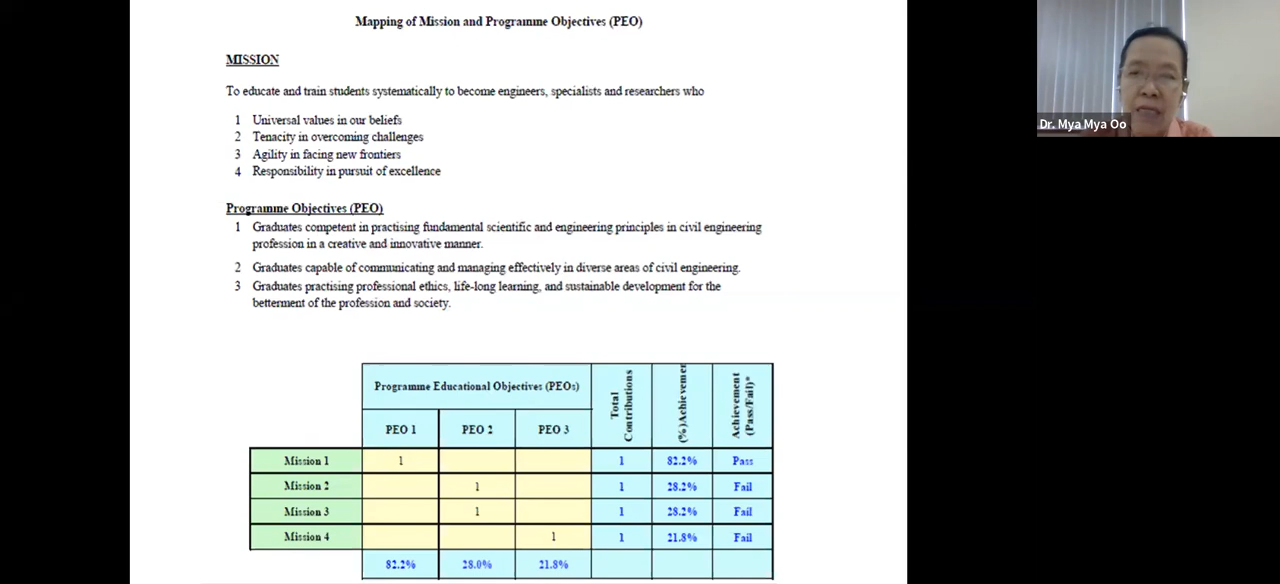 Mapping of Mission and Programme Objectives (PEO)
MISSION
To educate and train students systematically to become engineers, specialists and researchers who
1 Universal values in our beliefs
2 Tenacity in overcoming challenges
3 Agility in facing new frontiers
4 Responsibility in pursuit of excellence
Programme Objectives (PEO)
1 Graduates competent in practising fundamental scientific and engineering principles in civil engineering
profession in a creative and innovative manner.
2 Graduates capable of communicating and managing effectively in diverse areas of civil engineering.
3 Graduates practising professional ethics, life-long learning, and sustainable development for the
betterment of the profession and society.
Programme Educational Objectives (PEOs)
Total
Contributions
(%)Achievemen
Achievement
(Pass/Fail)*
PEO 1 PEO 2 PEO 3
Mission 1 1 1 82.2% Pass
Mission 2 1 1 28.2% Fail
Mission 3 1 1 28.2% Fail
Mission 4 1 1 21.8% Fail
82.2% 28.0% 21.8%
Dr. Mya Mya Oo